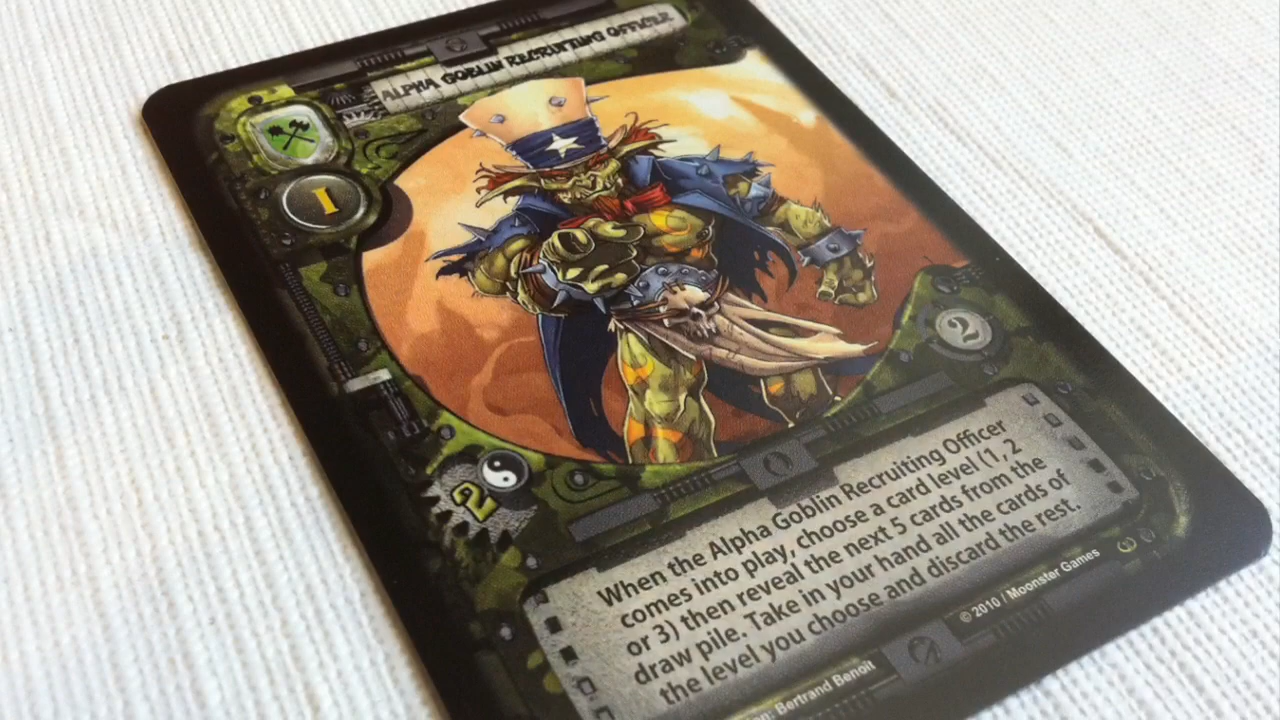 ALPHA GOBLIN RECRUITING OFFICER
I
2
2
When the Alpha Goblin Recruiting Officer
comes into play, choose a card level (1, 2
or 3) then reveal the next 5 cards from the
draw pile. Take in your hand all the cards of
the level you choose and discard the rest.
© 2010 / Moonster Games
Bertrand Benoit